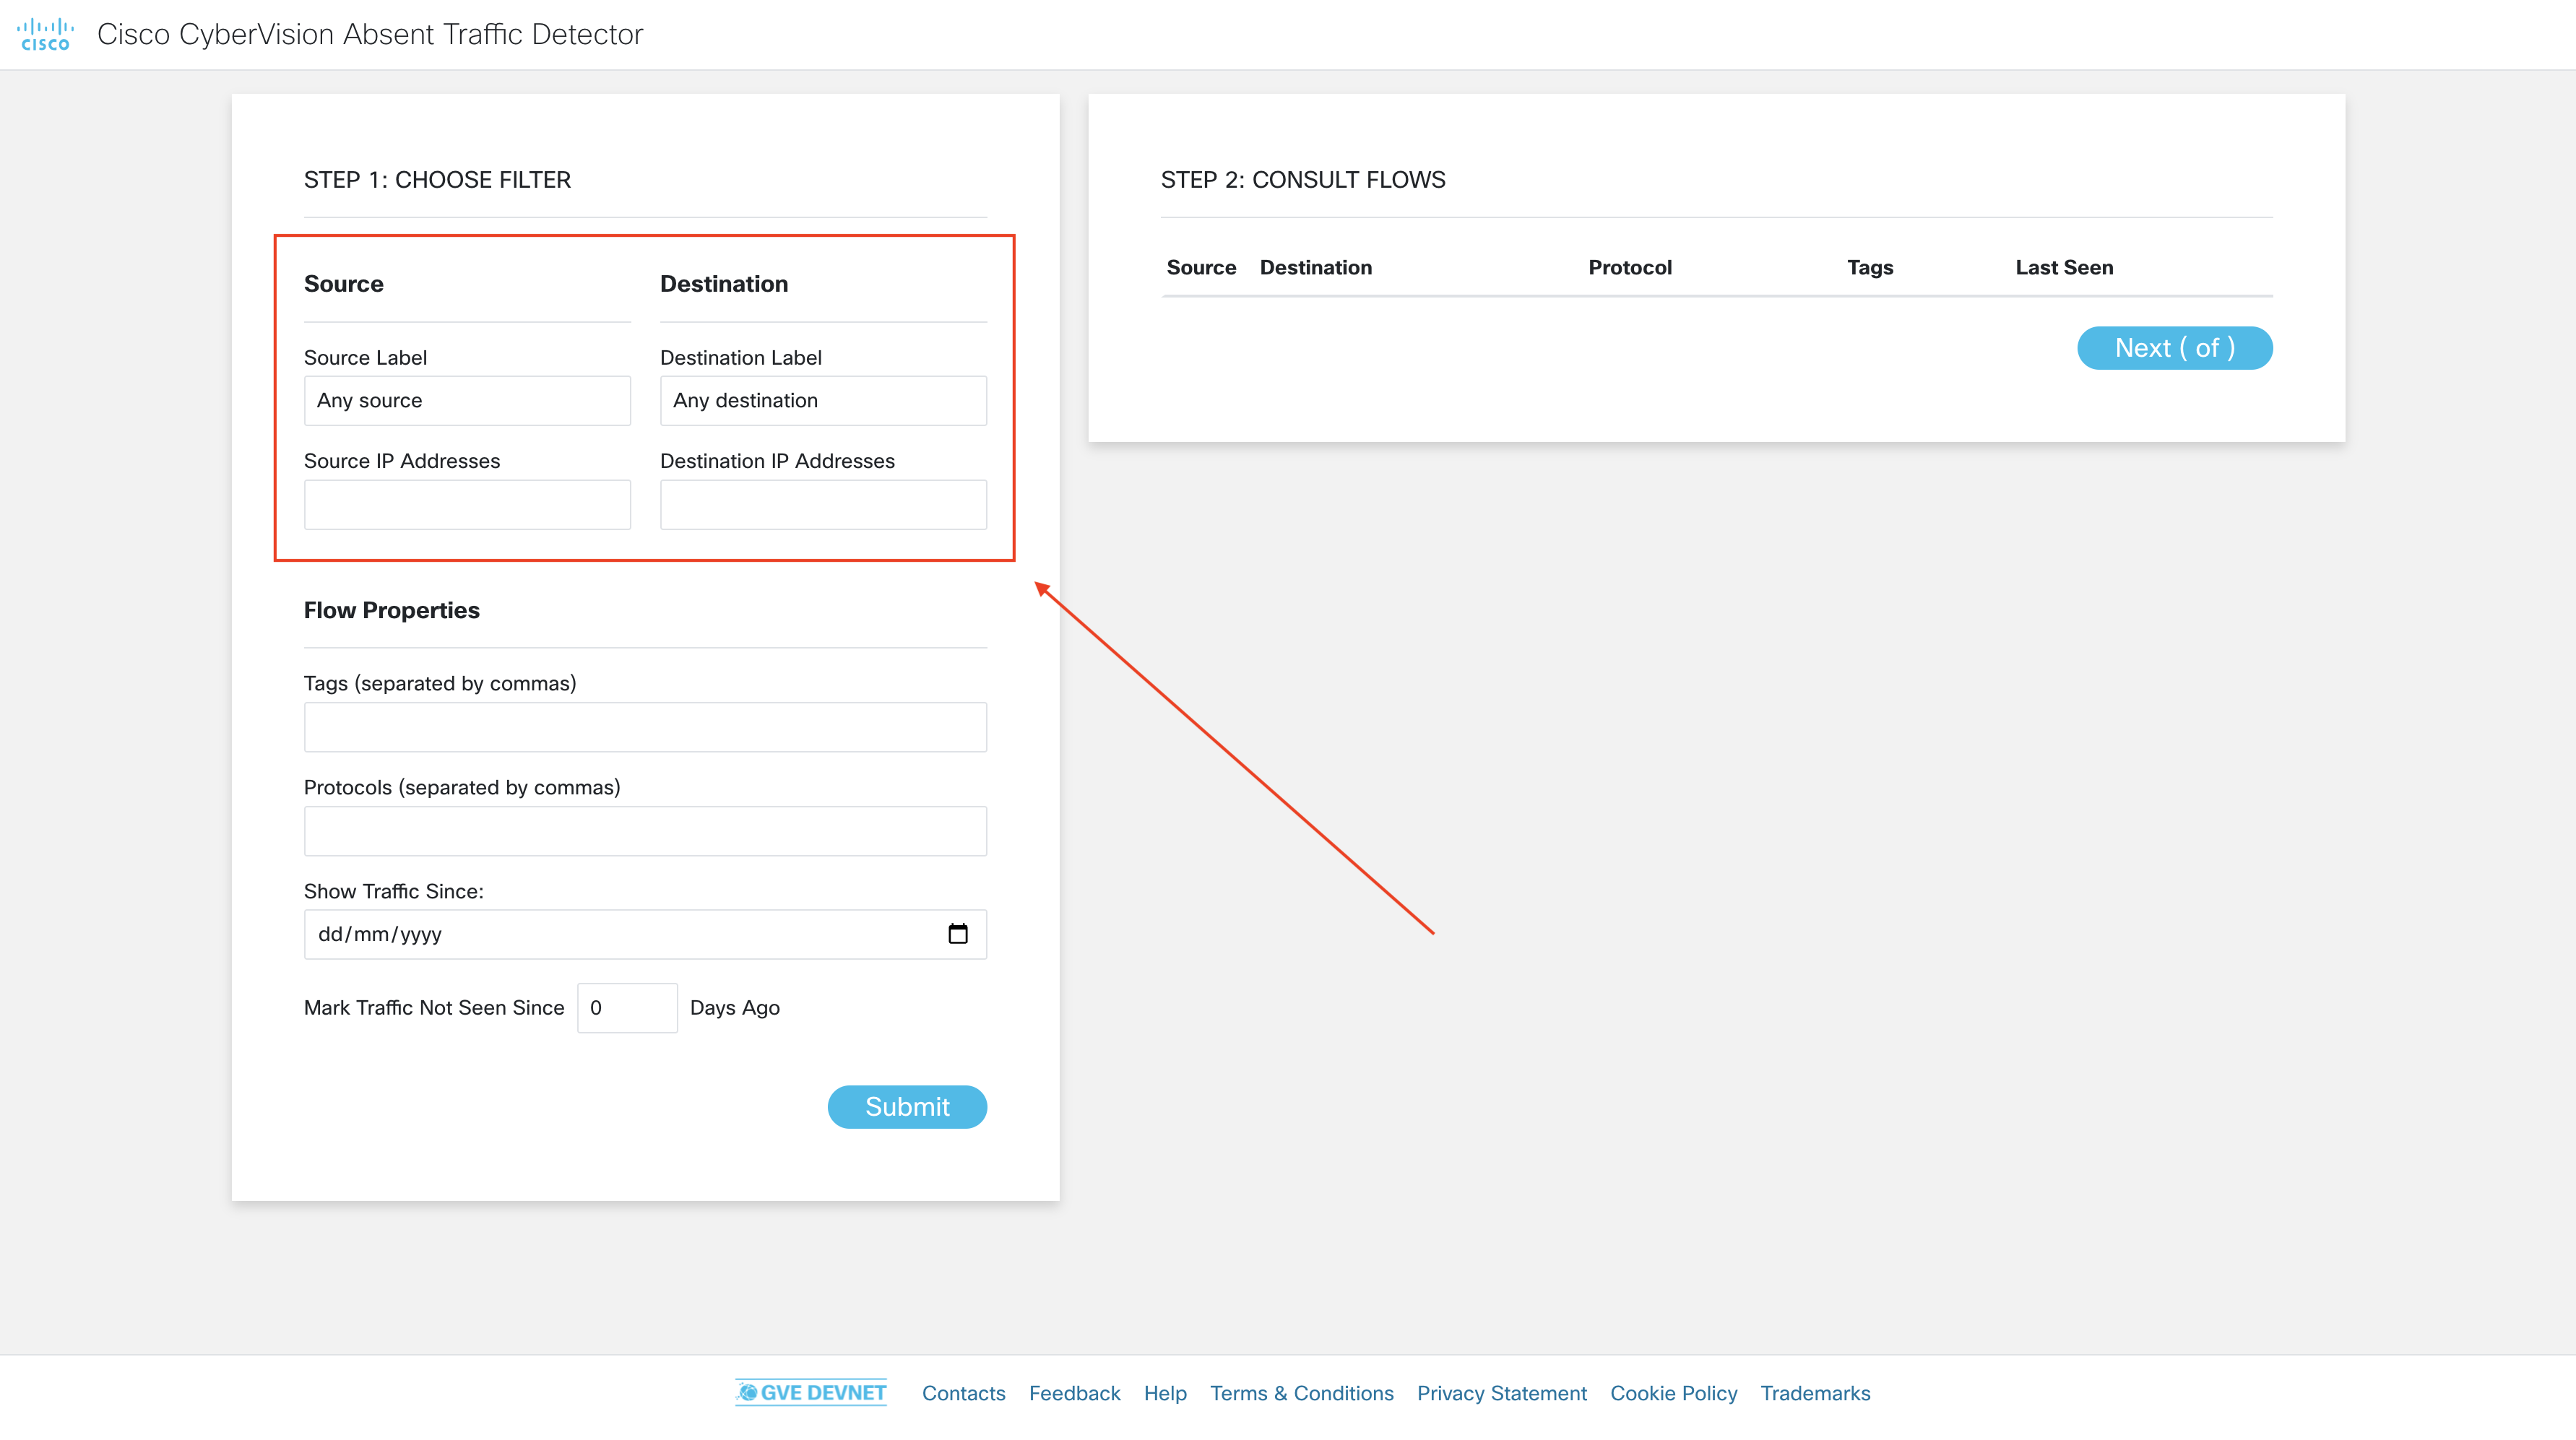 CISCO Cisco CyberVision Absent Traffic Detector
STEP 1: CHOOSE FILTER
Source Destination
Source Label Destination Label
Any source Any destination
Source IP Addresses Destination IP Addresses
Flow Properties
Tags (separated by commas)
Protocols (separated by commas)
Show Traffic Since:
dd/mm/yyyy
Mark Traffic Not Seen Since 0 Days Ago
Submit
STEP 2: CONSULT FLOWS
Source Destination Protocol Tags Last Seen
Next ( of )
GVE DEVNET Contacts Feedback Help Terms & Conditions Privacy Statement Cookie Policy Trademarks